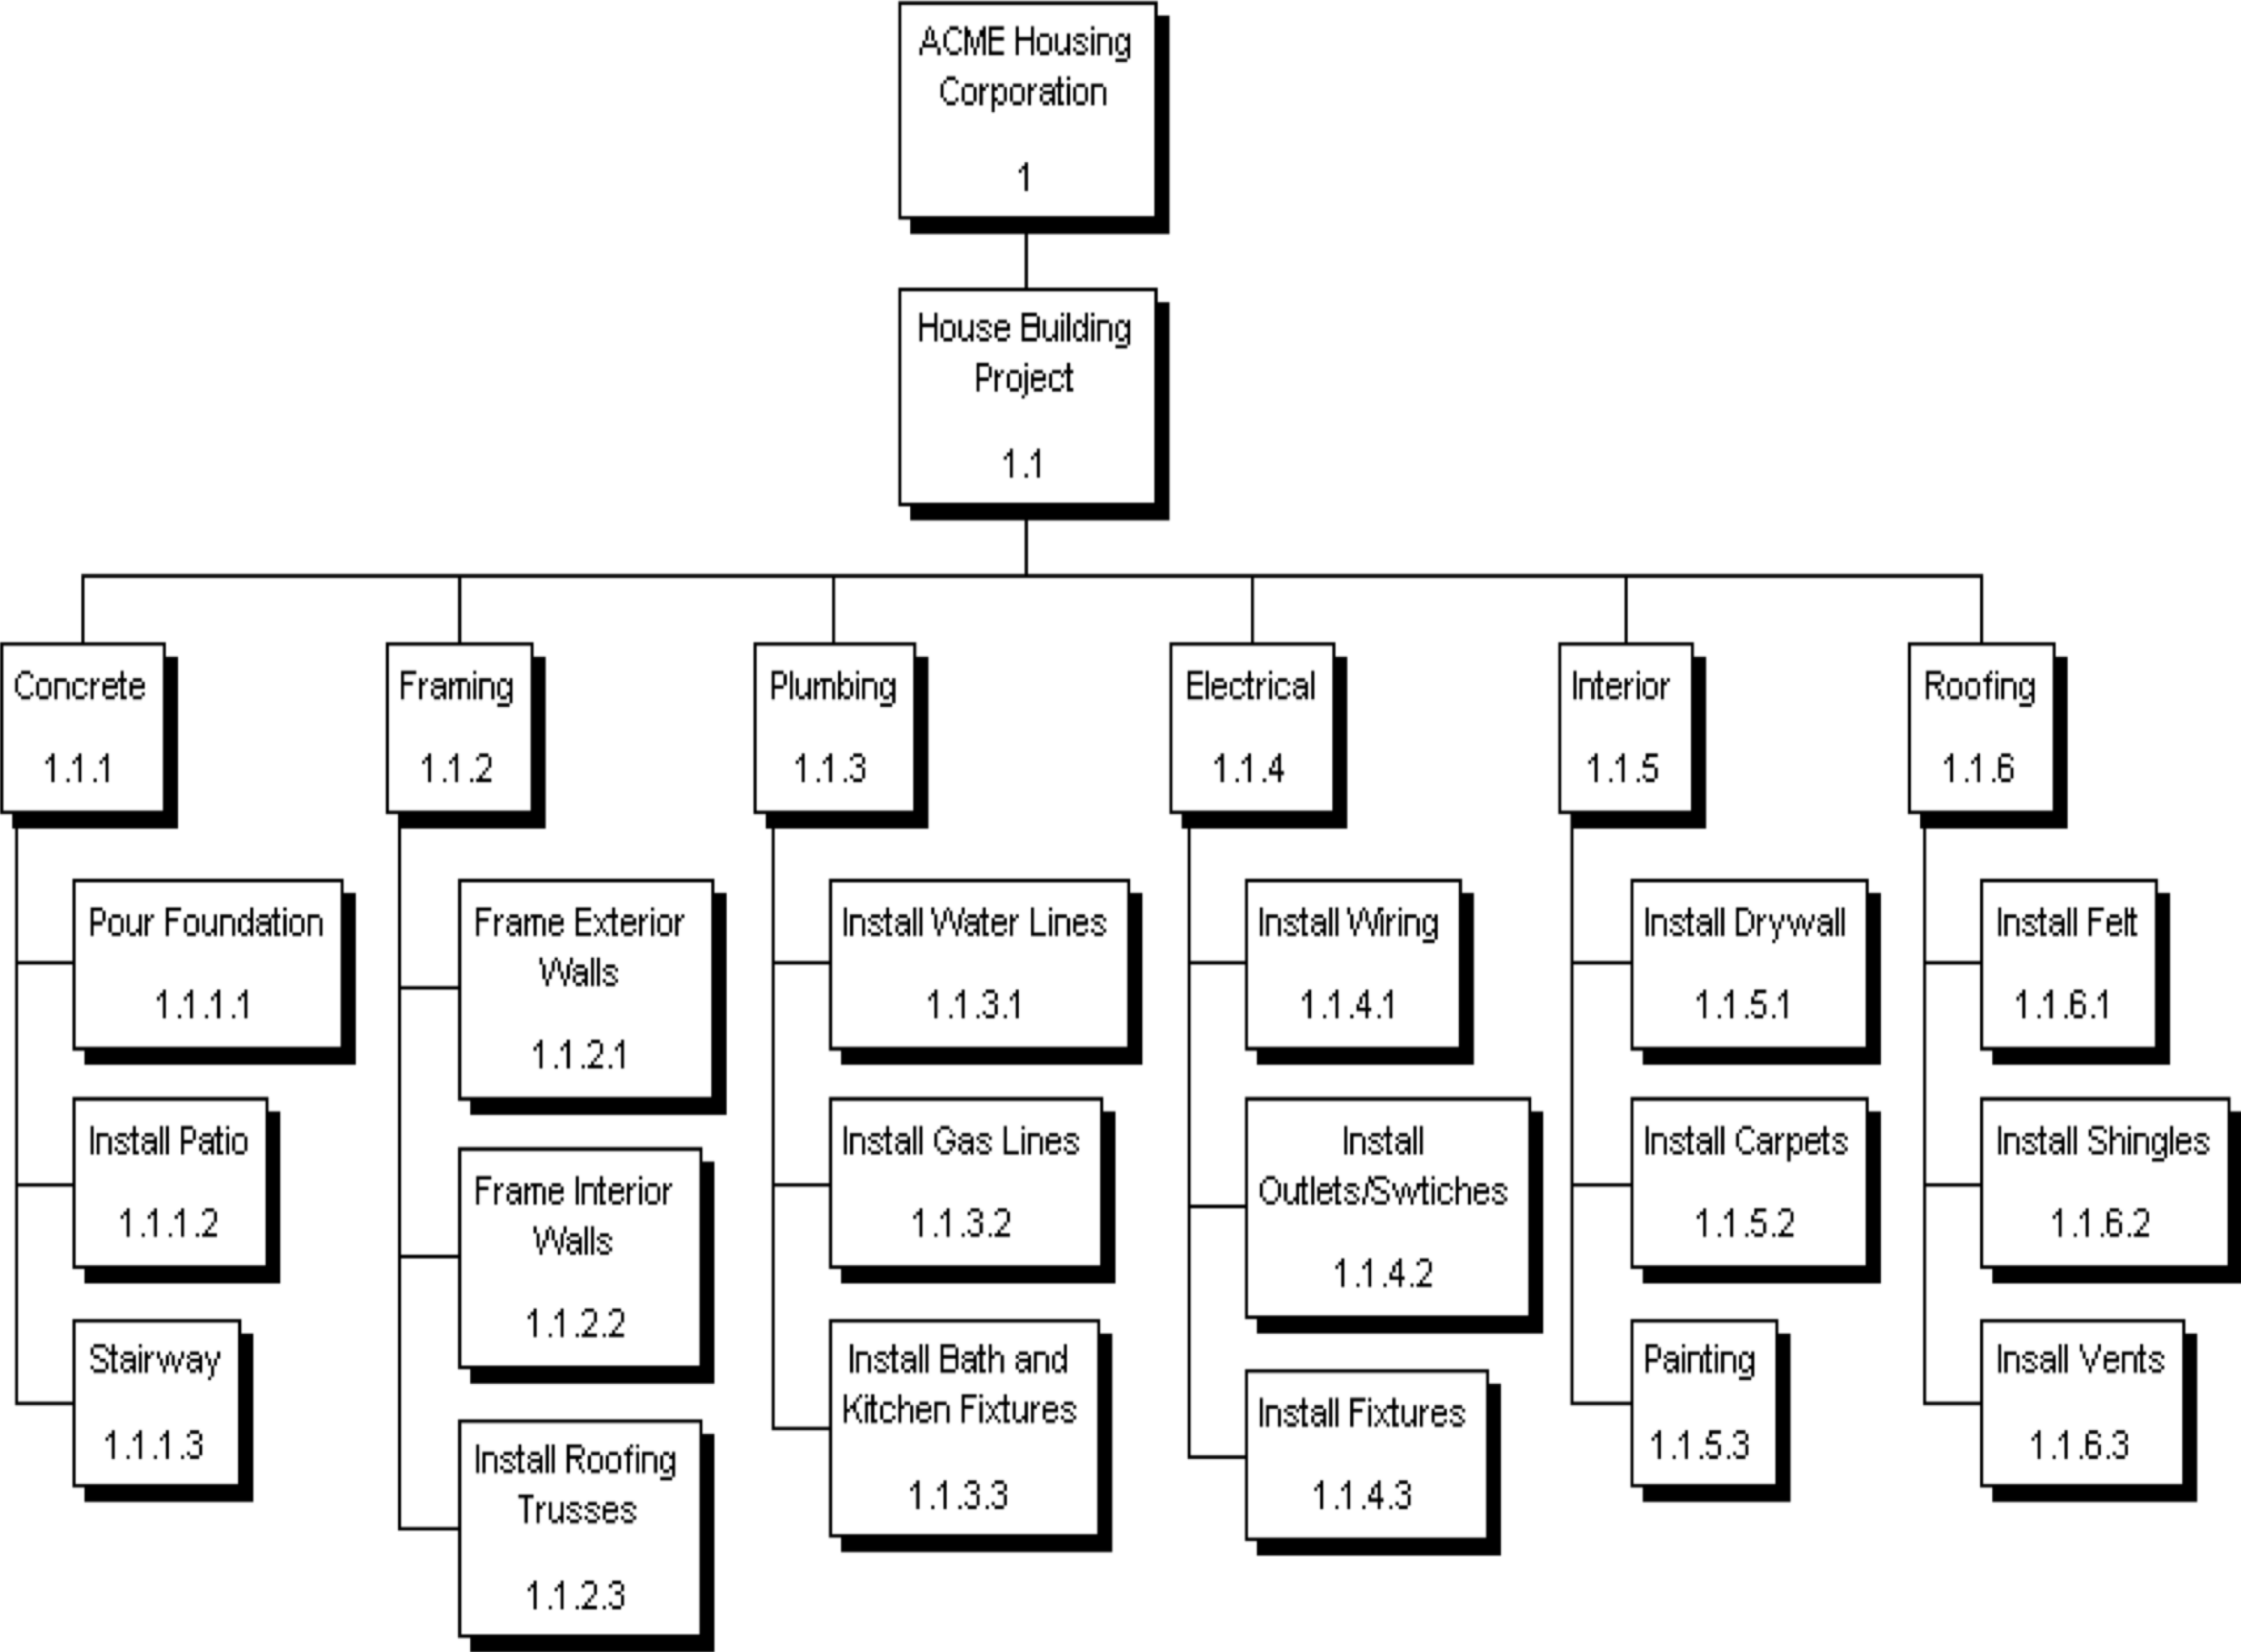 ACME Housing
Corporation
1
House Building
Project
1.1
Concrete
1.1.1
Pour Foundation
1.1.1.1
Install Patio
1.1.1.2
Stairway
1.1.1.3
Framing
1.1.2
Frame Exterior
Walls
1.1.2.1
Frame Interior
Walls
1.1.2.2
Install Roofing
Trusses
1.1.2.3
Plumbing
1.1.3
Install Water Lines
1.1.3.1
Install Gas Lines
1.1.3.2
Install Bath and
Kitchen Fixtures
1.1.3.3
Electrical
1.1.4
Install Wiring
1.1.4.1
Install
Outlets/Swtiches
1.1.4.2
Install Fixtures
1.1.4.3
Interior
1.1.5
Install Drywall
1.1.5.1
Install Carpets
1.1.5.2
Painting
1.1.5.3
Roofing
1.1.6
Install Felt
1.1.6.1
Install Shingles
1.1.6.2
Insall Vents
1.1.6.3